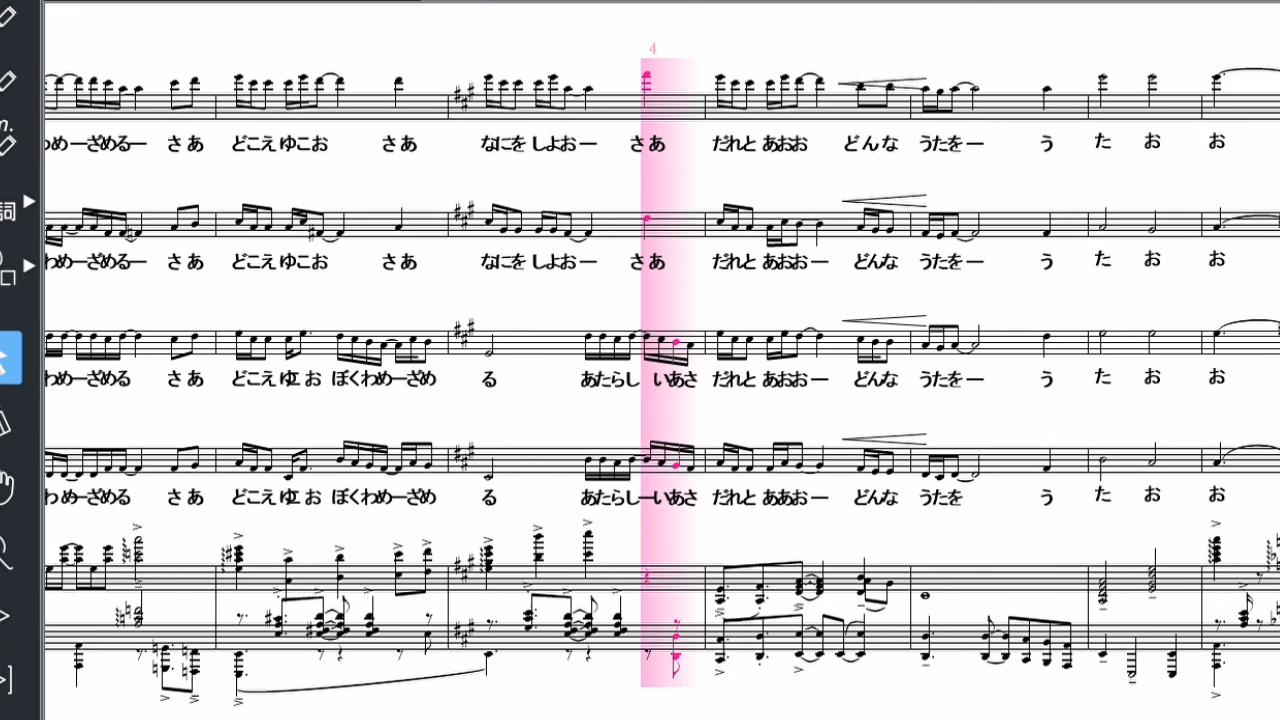 4
わめーざめるー さあ どこえゆこお さあ なにをしよおー さあ だれとあおお どんな うたをー う た お お
わめーざめるー さあ どこえゆこお さあ なにをしよおー さあ だれとあおおー どんな うたをー う た お お
わめーざめる さあ どこえゆこお ぼくわめーざめ る あたらし いあさ だれとあおおー どんな うたをー う た お お
わめーざめる さあ どこえゆこお ぼくわめーざめ る あたらしーいあさ だれとああおー どんな うたを う た お お
詞